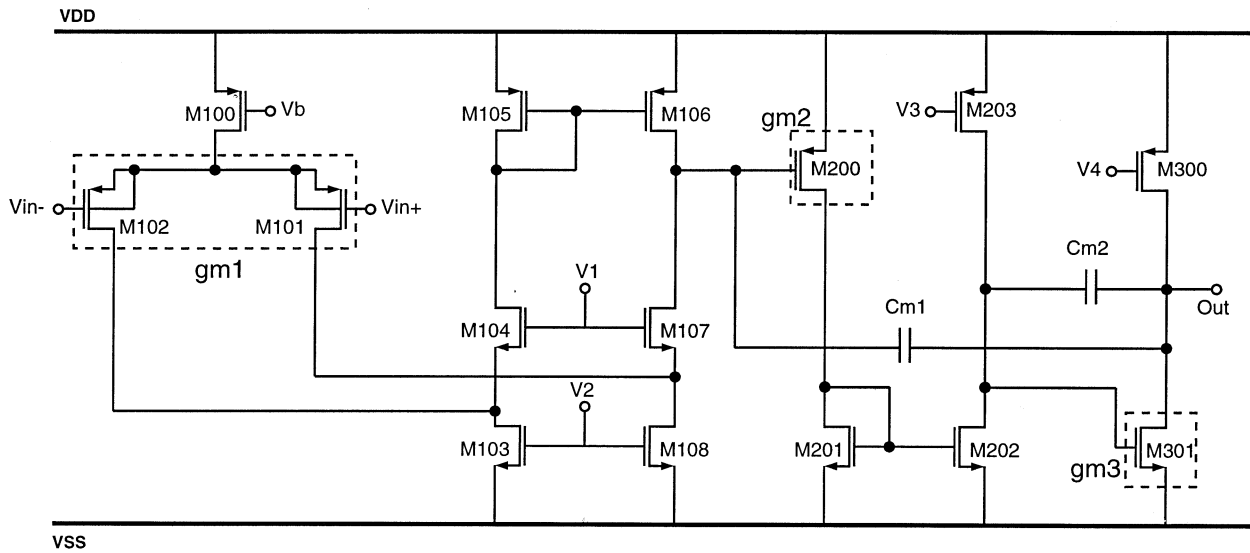 VDD
M100
Vb
M105
M106
gm2
V3
M203
M200
V4
M300
Vin-
M102
M101
Vin+
gm1
V1
Cm2
Out
Cm1
M104
M107
V2
M103
M108
M201
M202
M301
gm3
VSS